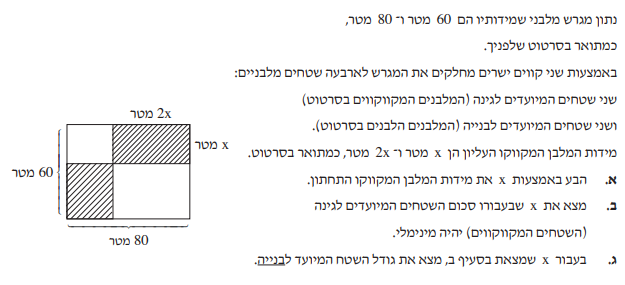 נתון מגרש מלבני שמידותיו הם 60 מטר ו־ 80 מטר,
כמתואר בסרטוט שלפניך.
באמצעות שני קווים ישרים מחלקים את המגרש לארבעה שטחים מלבניים:
שני שטחים המיועדים לגינה (המלבנים המקווקווים בסרטוט)
ושני שטחים המיועדים לבנייה (המלבנים הלבנים בסרטוט).
מידות המלבן המקווקו העליון הן x מטר ו־ 2x מטר, כמתואר בסרטוט.
א. הבע באמצעות x את מידות המלבן המקווקו התחתון.
ב. מצא את x שבעבורו סכום השטחים המיועדים לגינה
(השטחים המקווקווים) יהיה מינימלי.
ג. בעבור x שמצאת בסעיף ב, מצא את גודל השטח המיועד לבנייה.
2x מטר
x מטר
60 מטר
80 מטר